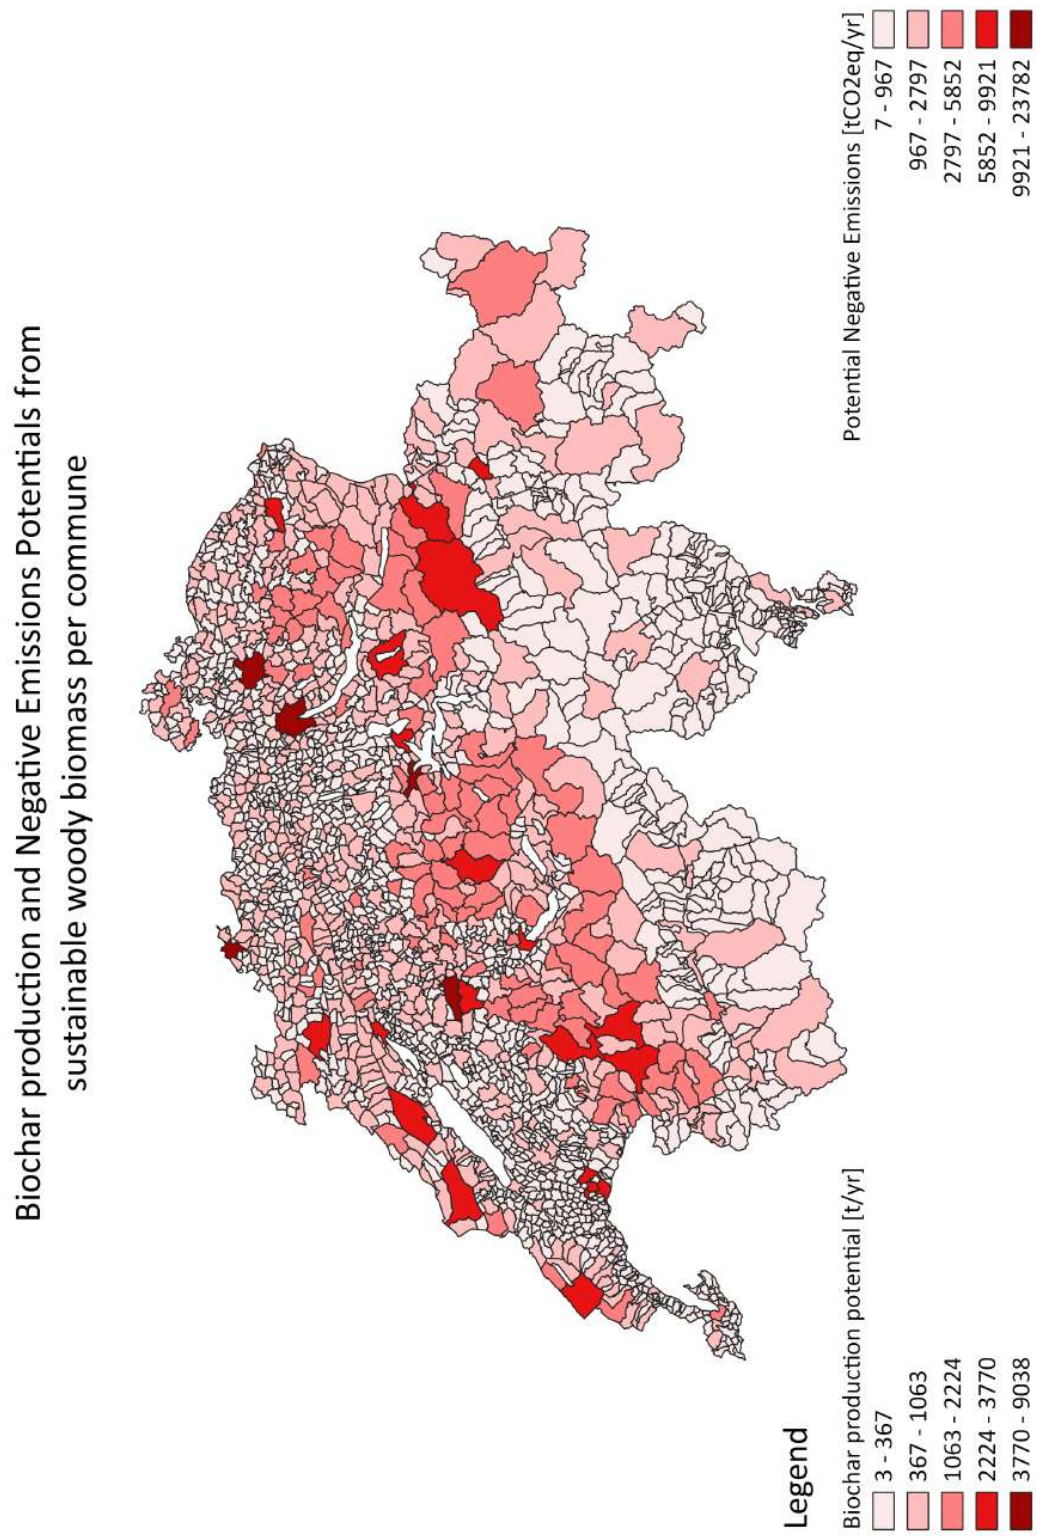 Biochar production and Negative Emissions Potentials from
sustainable woody biomass per commune
Legend
Biochar production potential [t/yr]
3 - 367
367 - 1063
1063 - 2224
2224 - 3770
3770 - 9038
Potential Negative Emissions [tCO2eq/yr]
7 - 967
967 - 2797
2797 - 5852
5852 - 9921
9921 - 23782